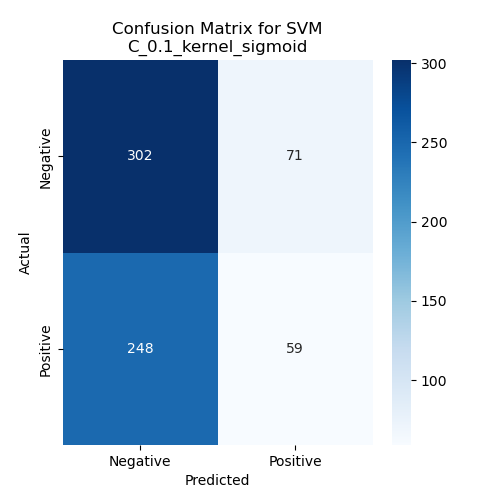 Confusion Matrix for SVM
C_0.1_kernel_sigmoid
Actual
Negative
Positive
302
71
248
59
Negative
Positive
Predicted
300
250
200
150
100